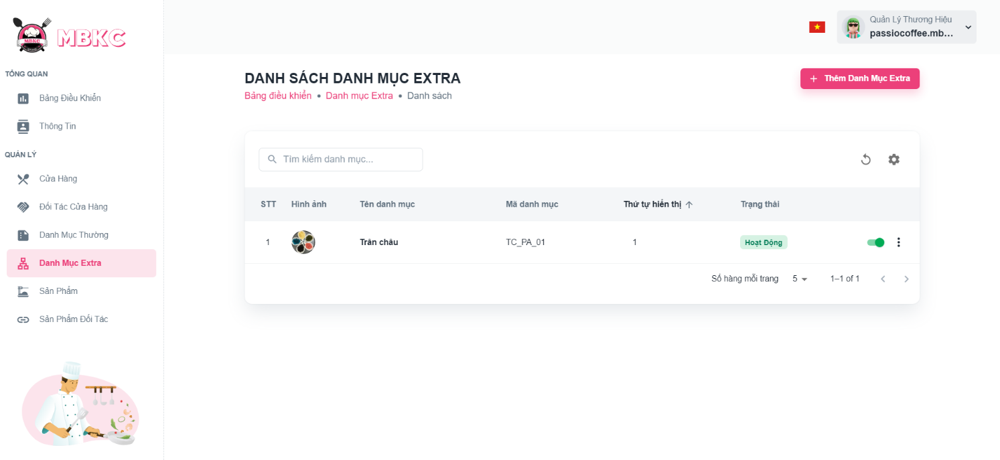 MBKC
MBKC
Quản Lý Thương Hiệu
passiocoffee.mb...
TỔNG QUAN
Bảng Điều Khiển
Thông Tin
QUẢN LÝ
Cửa Hàng
Đối Tác Cửa Hàng
Danh Mục Thường
Danh Mục Extra
Sản Phẩm
Sản Phẩm Đối Tác
DANH SÁCH DANH MỤC EXTRA
Thêm Danh Mục Extra
Bảng điều khiển • Danh mục Extra • Danh sách
Tìm kiếm danh mục...
STT Hình ảnh Tên danh mục Mã danh mục Thứ tự hiển thị Trạng thái
1 Trân châu TC_PA_01 1 Hoạt Động
Số hàng mỗi trang 5 1–1 of 1